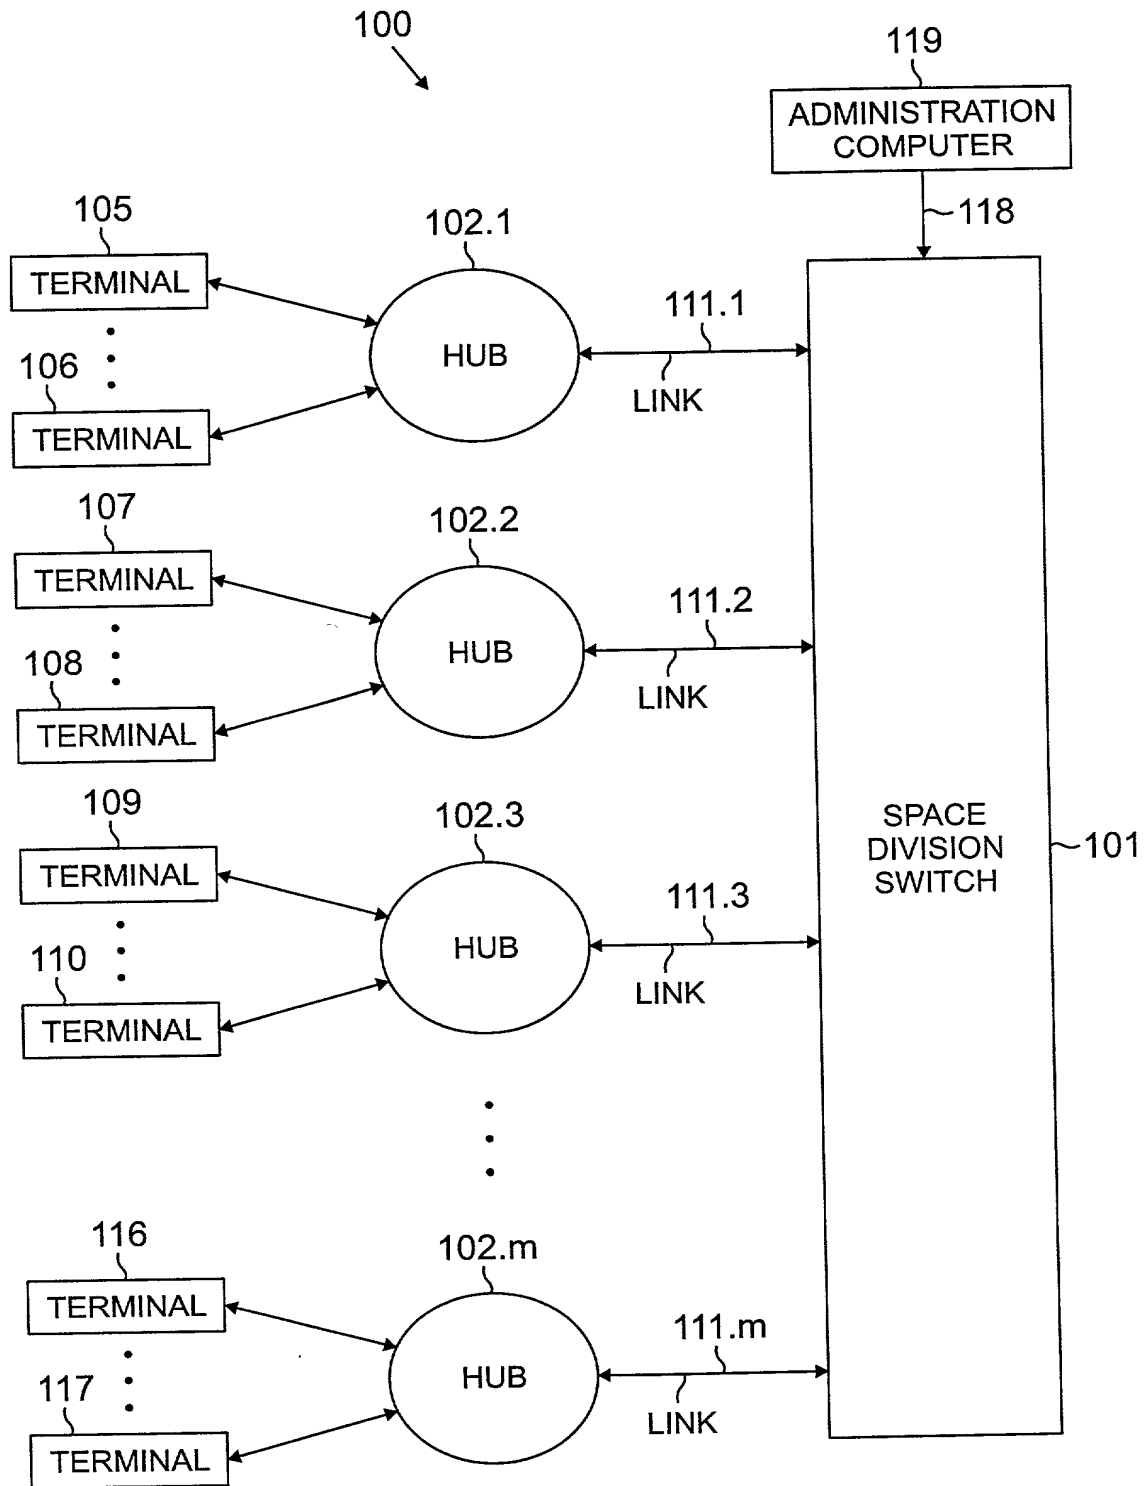 100
119
ADMINISTRATION
COMPUTER
118
105
TERMINAL
106
TERMINAL
102.1
HUB
111.1
LINK
107
TERMINAL
108
TERMINAL
102.2
HUB
111.2
LINK
109
TERMINAL
110
TERMINAL
102.3
HUB
111.3
LINK
SPACE
DIVISION
SWITCH
101
116
TERMINAL
117
TERMINAL
102.m
HUB
111.m
LINK